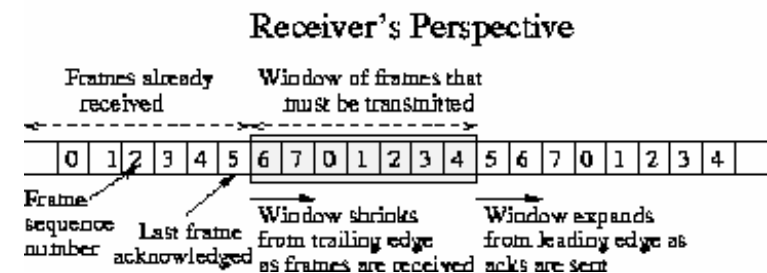 Receiver's Perspective
Frames already
received
Window of frames that
must be transmitted
0 1 2 3 4 5 6 7 0 1 2 3 4 5 6 7 0 1 2 3 4
Frame
sequence
number
Last frame
acknowledged
Window shrinks
from trailing edge
as frames are received
Window expands
from leading edge as
acks are sent